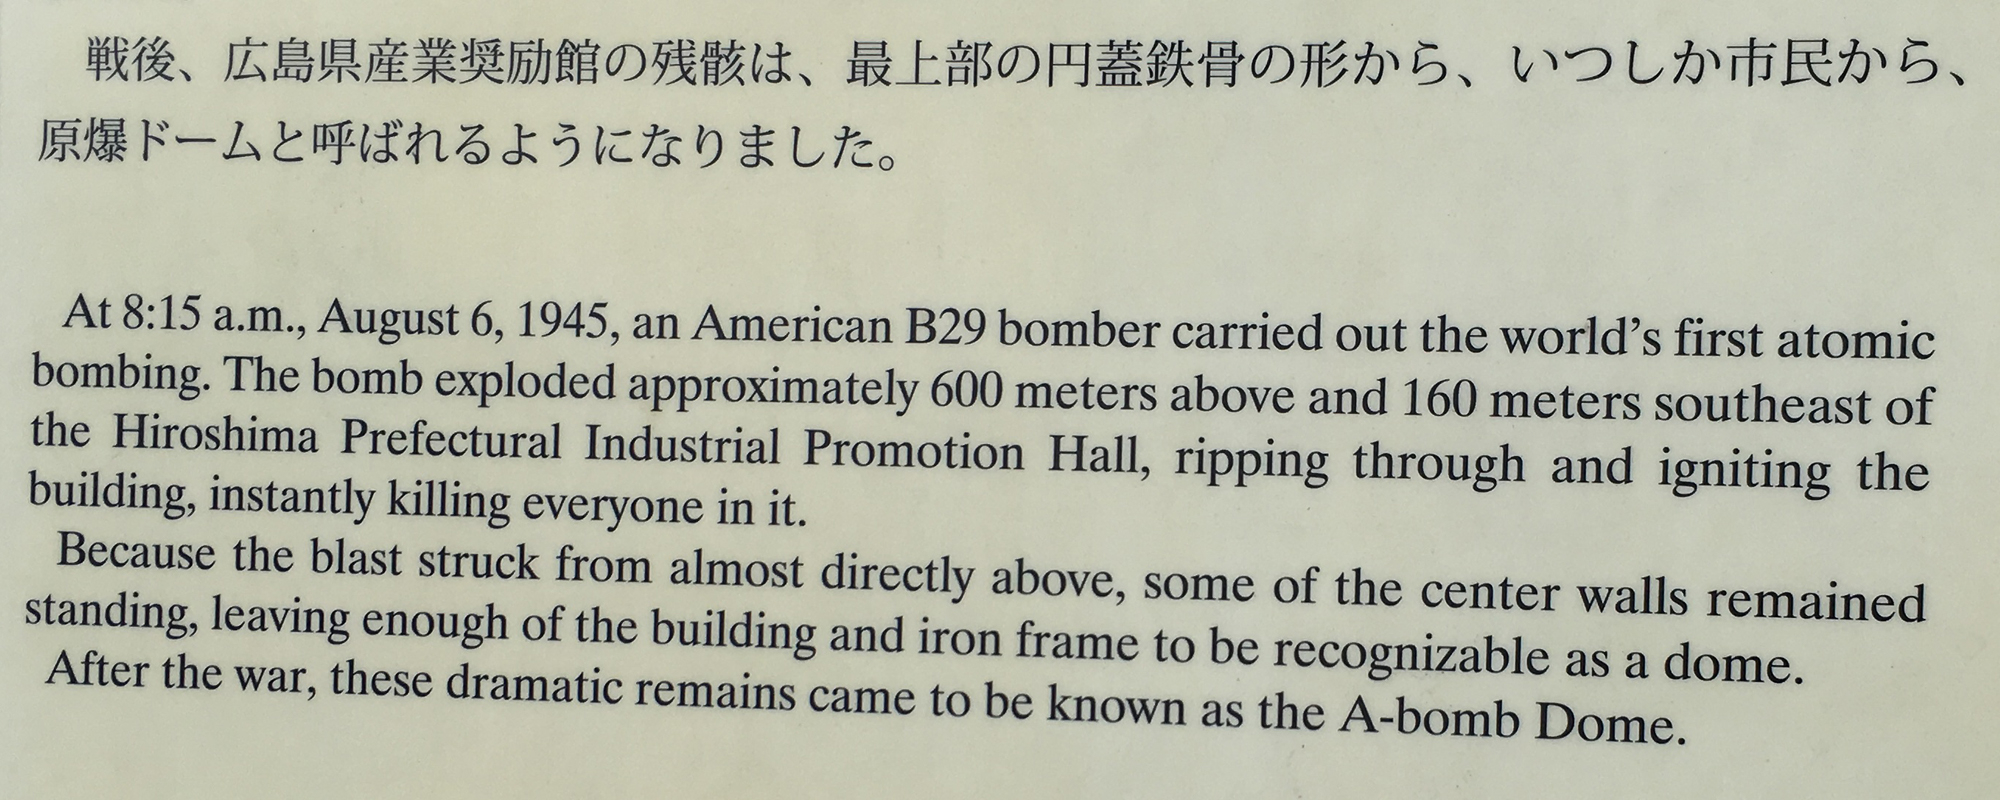 戦後、広島県産業奨励館の残骸は、最上部の円蓋鉄骨の形から、いつしか市民から、
原爆ドームと呼ばれるようになりました。
At 8:15 a.m., August 6, 1945, an American B29 bomber carried out the world’s first atomic
bombing. The bomb exploded approximately 600 meters above and 160 meters southeast of
the Hiroshima Prefectural Industrial Promotion Hall, ripping through and igniting the
building, instantly killing everyone in it.
Because the blast struck from almost directly above, some of the center walls remained
standing, leaving enough of the building and iron frame to be recognizable as a dome.
After the war, these dramatic remains came to be known as the A-bomb Dome.